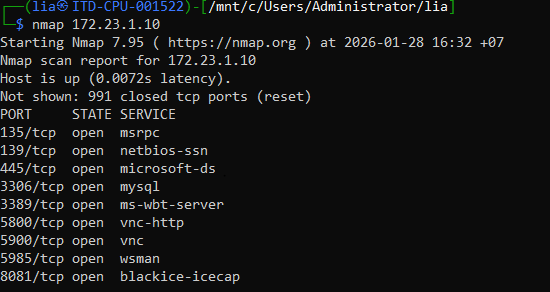 ┌──(lia㉿ITD-CPU-001522)-[/mnt/c/Users/Administrator/lia]
└─$ nmap 172.23.1.10
Starting Nmap 7.95 ( https://nmap.org ) at 2026-01-28 16:32 +07
Nmap scan report for 172.23.1.10
Host is up (0.0072s latency).
Not shown: 991 closed tcp ports (reset)
PORT     STATE SERVICE
135/tcp  open  msrpc
139/tcp  open  netbios-ssn
445/tcp  open  microsoft-ds
3306/tcp open  mysql
3389/tcp open  ms-wbt-server
5800/tcp open  vnc-http
5900/tcp open  vnc
5985/tcp open  wsman
8081/tcp open  blackice-icecap